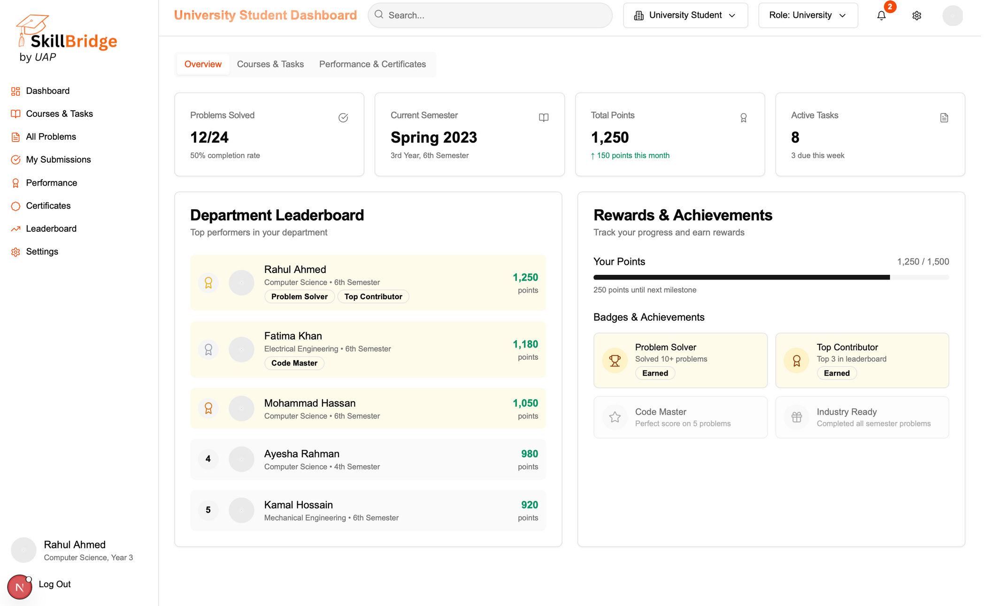 SkillBridge
by UAP
Dashboard
Courses & Tasks
All Problems
My Submissions
Performance
Certificates
Leaderboard
Settings
Rahul Ahmed
Computer Science, Year 3
N
Log Out
University Student Dashboard
Search...
University Student
Role: University
2
Overview
Courses & Tasks
Performance & Certificates
Problems Solved
12/24
50% completion rate
Current Semester
Spring 2023
3rd Year, 6th Semester
Total Points
1,250
↑ 150 points this month
Active Tasks
8
3 due this week
Department Leaderboard
Top performers in your department
Rahul Ahmed
Computer Science • 6th Semester
Problem Solver
Top Contributor
1,250
points
Fatima Khan
Electrical Engineering • 6th Semester
Code Master
1,180
points
Mohammad Hassan
Computer Science • 6th Semester
1,050
points
4
Ayesha Rahman
Computer Science • 4th Semester
980
points
5
Kamal Hossain
Mechanical Engineering • 6th Semester
920
points
Rewards & Achievements
Track your progress and earn rewards
Your Points
1,250 / 1,500
250 points until next milestone
Badges & Achievements
Problem Solver
Solved 10+ problems
Earned
Top Contributor
Top 3 in leaderboard
Earned
Code Master
Perfect score on 5 problems
Industry Ready
Completed all semester problems